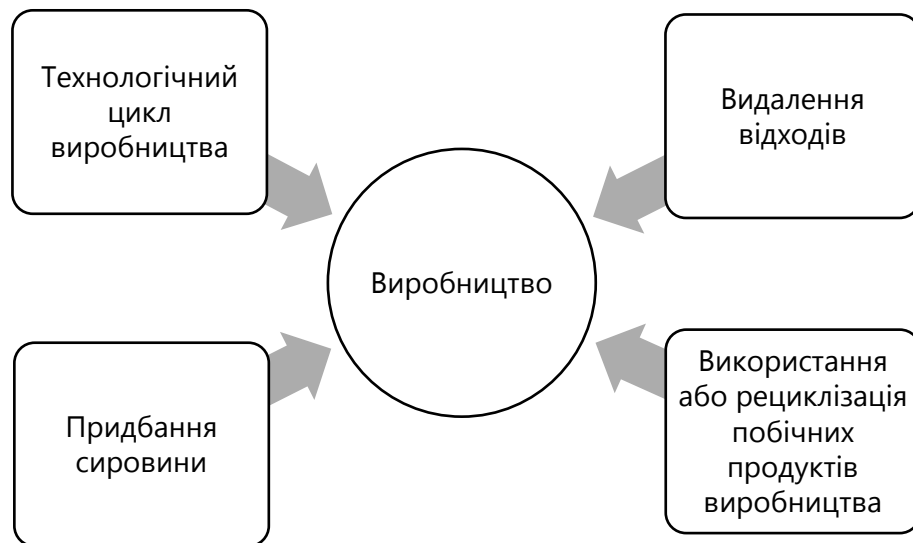 Технологічний
цикл
виробництва
Видалення
відходів
Виробництво
Придбання
сировини
Використання
або рециклізація
побічних
продуктів
виробництва